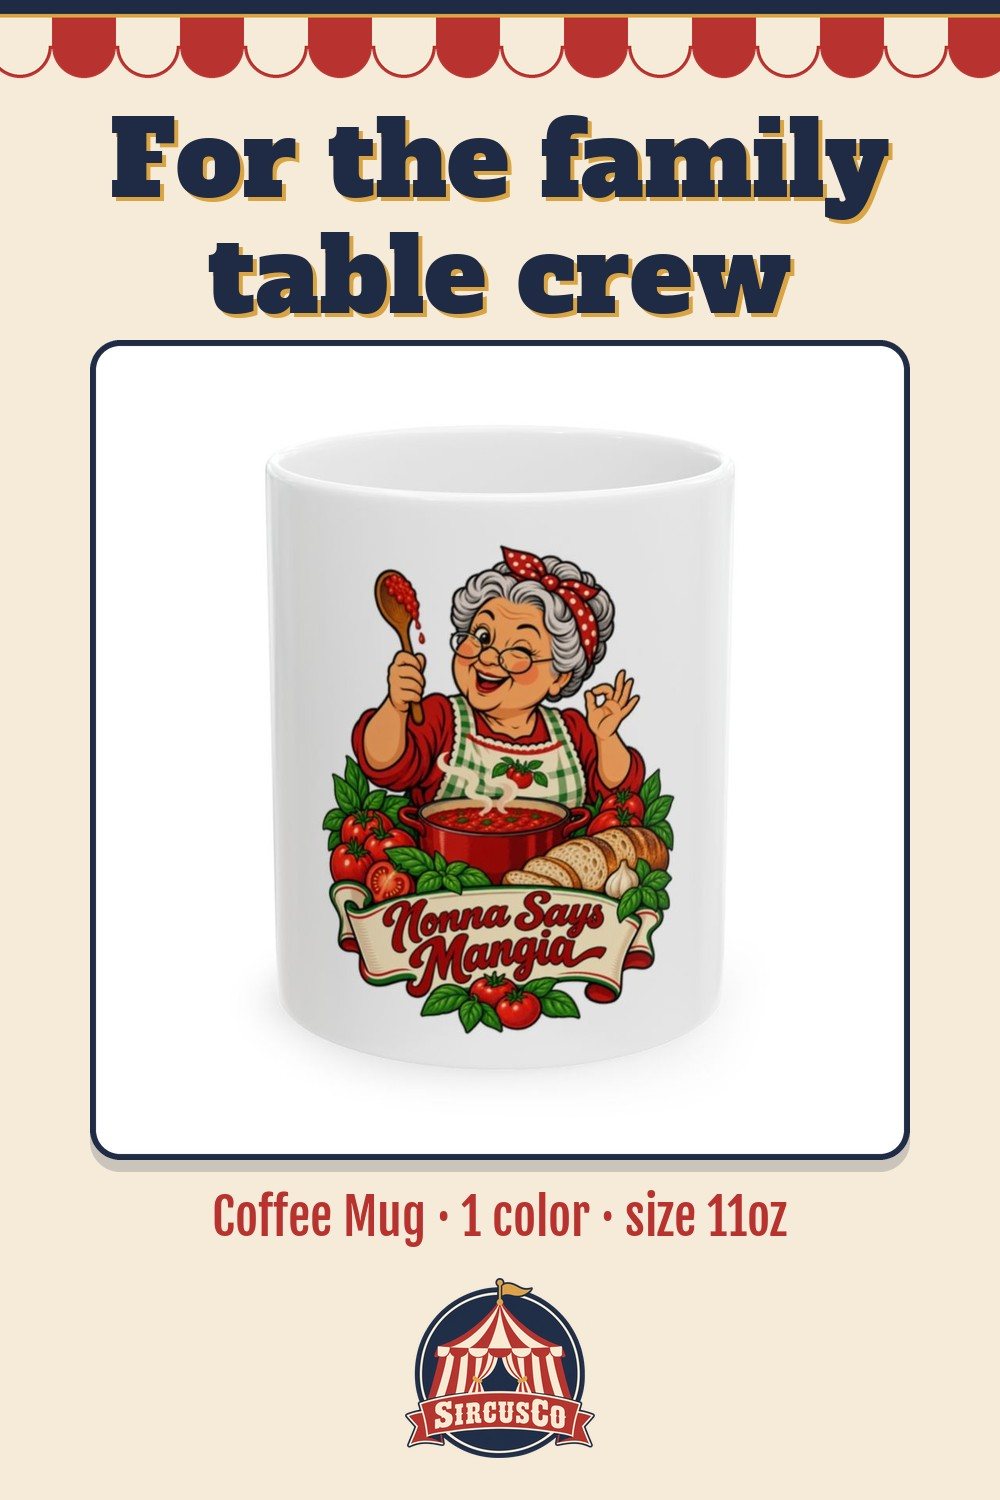 For the family
table crew
Nonna Says
Mangia
Coffee Mug · 1 color · size 11oz
SIRCUSCO